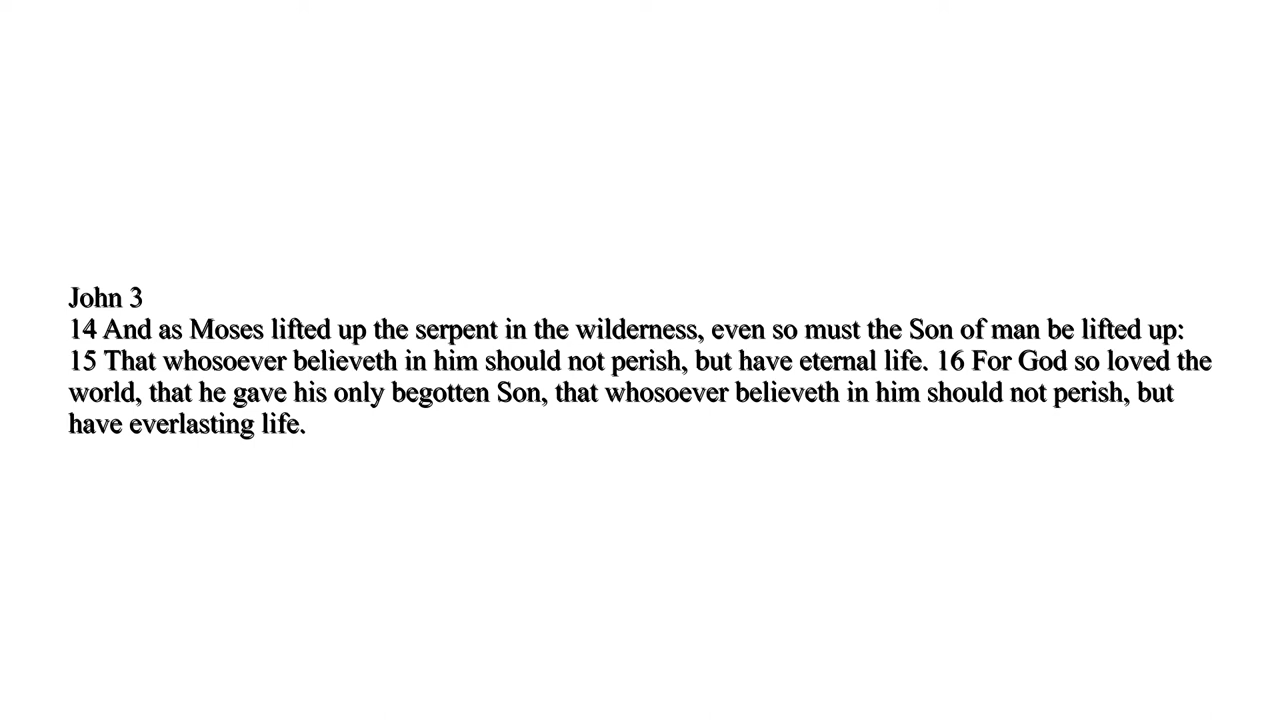 John 3
14 And as Moses lifted up the serpent in the wilderness, even so must the Son of man be lifted up:
15 That whosoever believeth in him should not perish, but have eternal life. 16 For God so loved the
world, that he gave his only begotten Son, that whosoever believeth in him should not perish, but
have everlasting life.